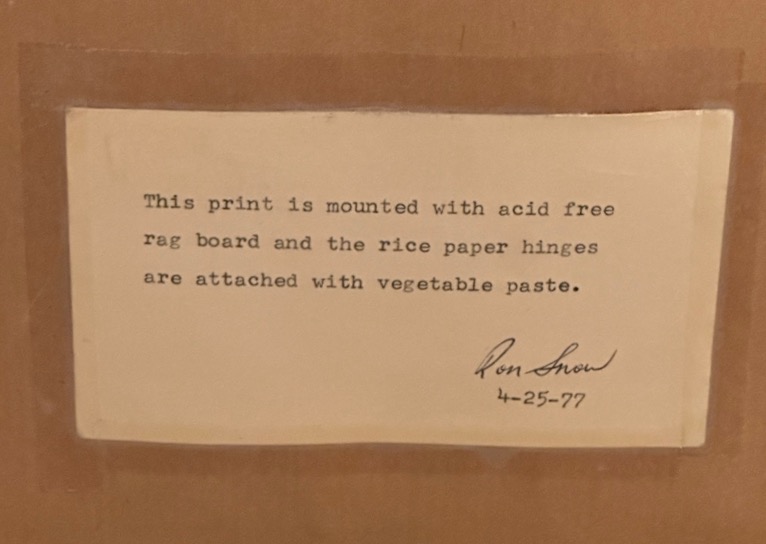 This print is mounted with acid free
rag board and the rice paper hinges
are attached with vegetable paste.
Ron Snow
4-25-77